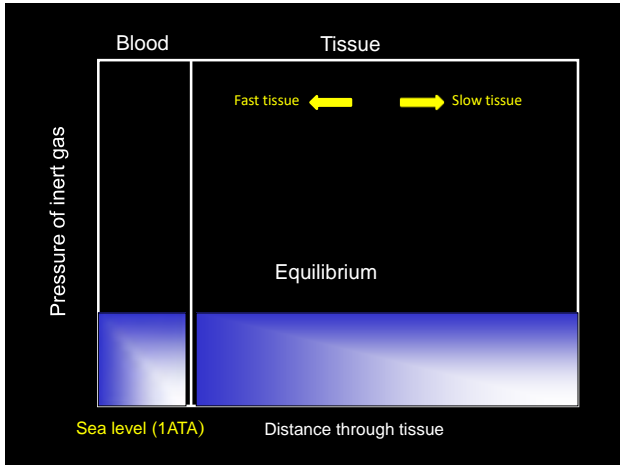 Blood
Tissue
Fast tissue
Slow tissue
Pressure of inert gas
Equilibrium
Sea level (1ATA)
Distance through tissue